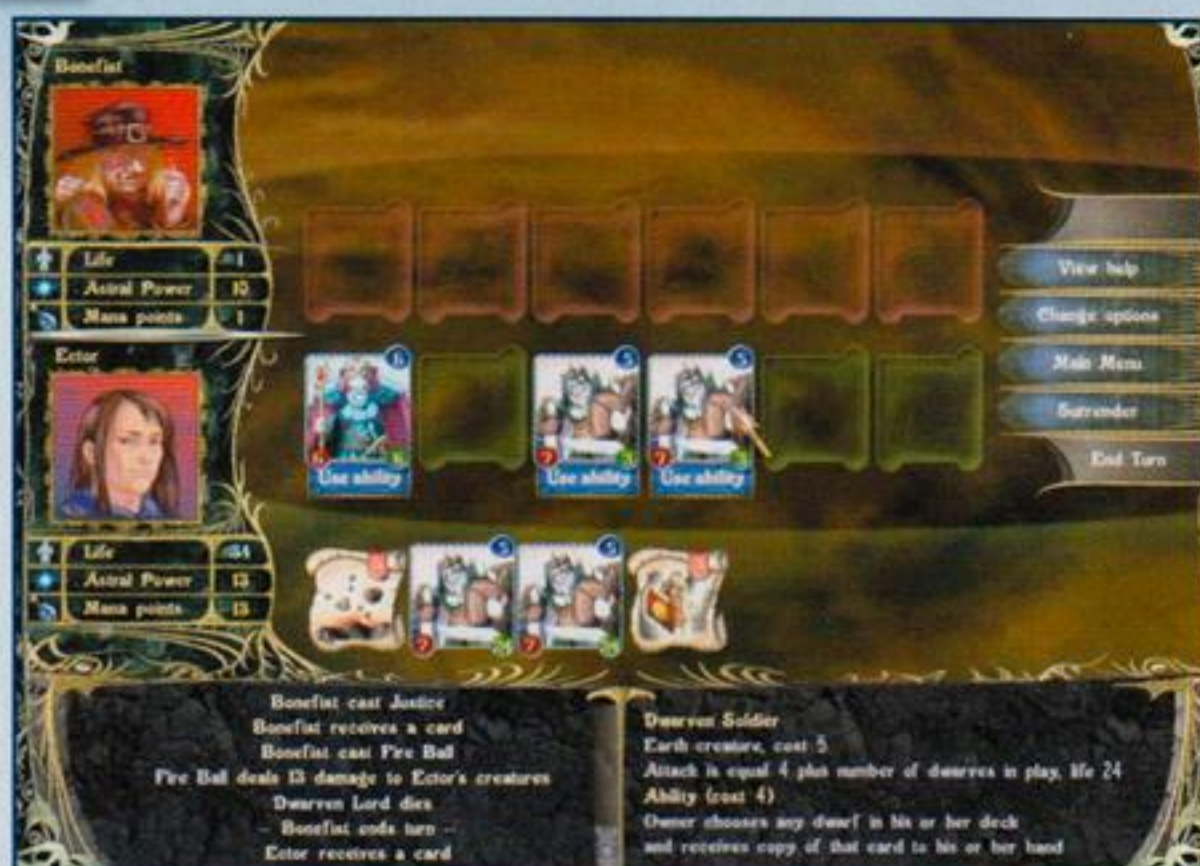 Bonefist
Life
Astral Power 10
Mana points 1
Ector
Life
Astral Power 13
Mana points 13
View help
Change options
Main Menu
Surrender
End Turn
6
5
5
Use ability
Use ability
Use ability
5
5
Bonefist cast Justice
Bonefist receives a card
Bonefist cast Fire Ball
Fire Ball deals 13 damage to Ector's creatures
Dwarven Lord dies
-- Bonefist ends turn --
Ector receives a card
Dwarven Soldier
Earth creature, cost 5
Attack is equal 4 plus number of dwarves in play, life 24
Ability (cost 4)
Owner chooses any dwarf in his or her deck
and receives copy of that card to his or her hand